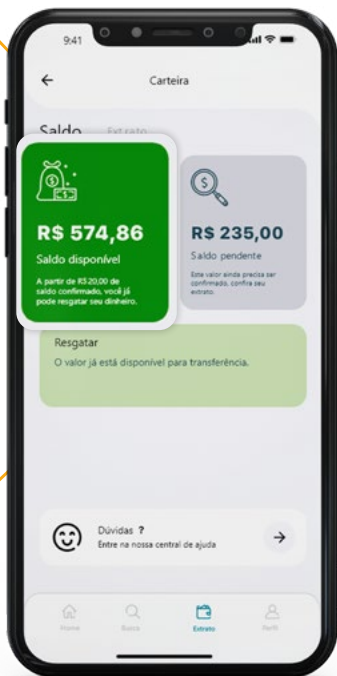 9:41
Carteira
Saldo Extrato
R$ 574,86
Saldo disponível
A partir de R$20,00 de
saldo confirmado, você já
pode resgatar seu dinheiro.
R$ 235,00
Saldo pendente
Este valor ainda precisa ser
confirmado, confira seu
extrato.
Resgatar
O valor já está disponível para transferência.
Dúvidas ?
Entre na nossa central de ajuda
Home Busca Extrato Perfil